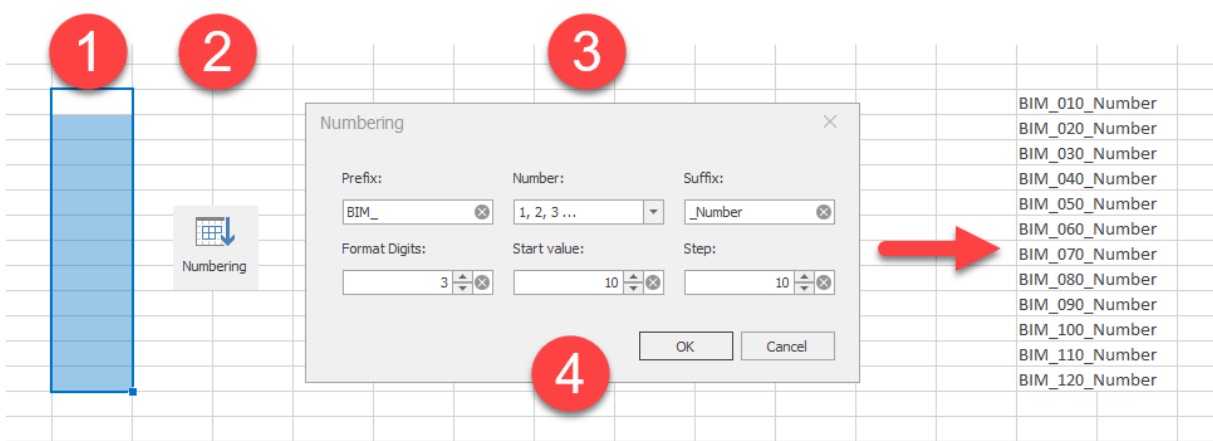 1
2
3
Numbering
Numbering
Prefix:
Number:
Suffix:
BIM_
1, 2, 3 ...
_Number
Format Digits:
Start value:
Step:
3
10
10
OK
Cancel
4
BIM_010_Number
BIM_020_Number
BIM_030_Number
BIM_040_Number
BIM_050_Number
BIM_060_Number
BIM_070_Number
BIM_080_Number
BIM_090_Number
BIM_100_Number
BIM_110_Number
BIM_120_Number